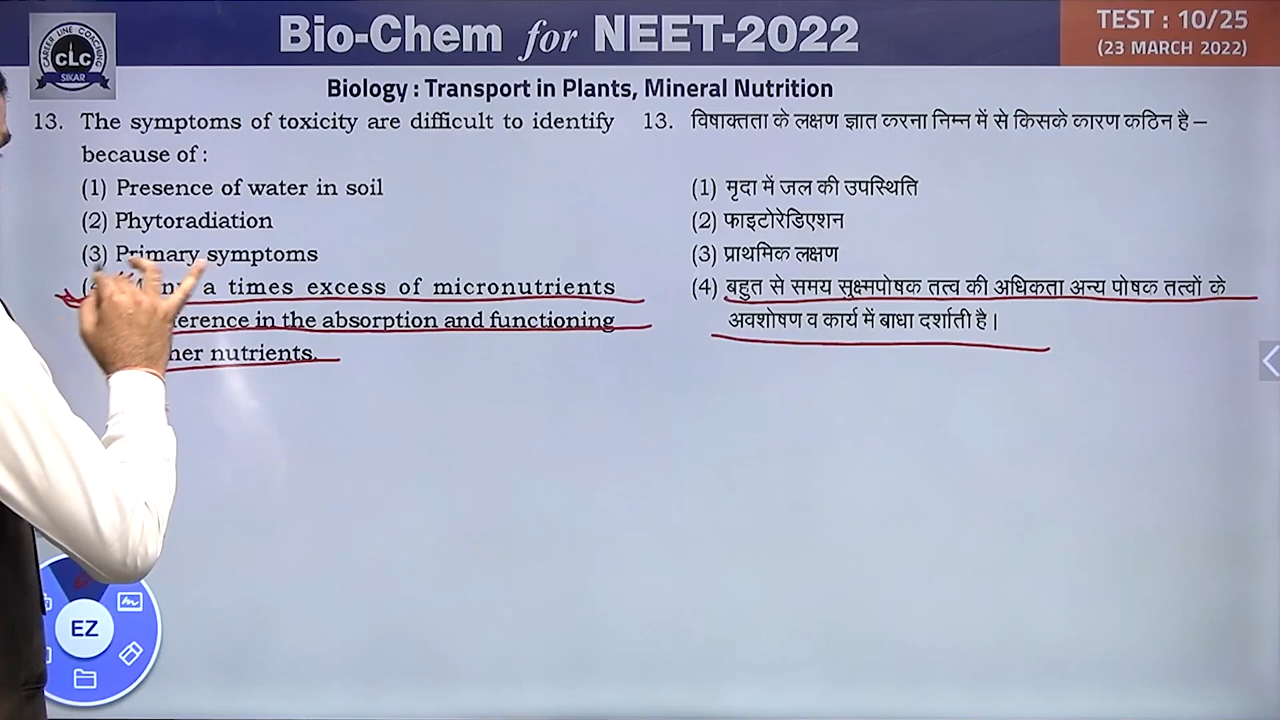 CAREER LINE COACHING
CLC
SIKAR
Bio-Chem for NEET-2022
TEST : 10/25
(23 MARCH 2022)
Biology : Transport in Plants, Mineral Nutrition
13. The symptoms of toxicity are difficult to identify
because of :
(1) Presence of water in soil
(2) Phytoradiation
(3) Primary symptoms
a times excess of micronutrients
in the absorption and functioning
nutrients.
13. विषाक्तता के लक्षण ज्ञात करना निम्न में से किसके कारण कठिन है –
(1) मृदा में जल की उपस्थिति
(2) फाइटोरेडिएशन
(3) प्राथमिक लक्षण
(4) बहुत से समय सूक्ष्मपोषक तत्व की अधिकता अन्य पोषक तत्वों के
अवशोषण व कार्य में बाधा दर्शाती है।
EZ